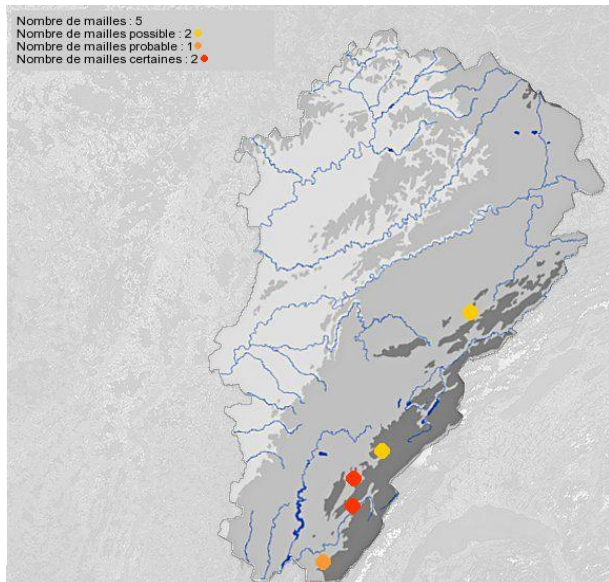 Nombre de mailles : 5
Nombre de mailles possible : 2
Nombre de mailles probable : 1
Nombre de mailles certaines : 2